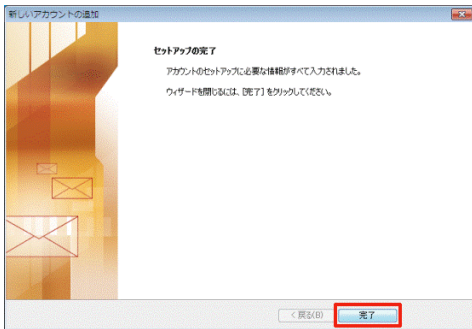 新しいアカウントの追加
セットアップの完了
アカウントのセットアップに必要な情報がすべて入力されました。
ウィザードを閉じるには、[完了] をクリックしてください。
< 戻る(B)
完了